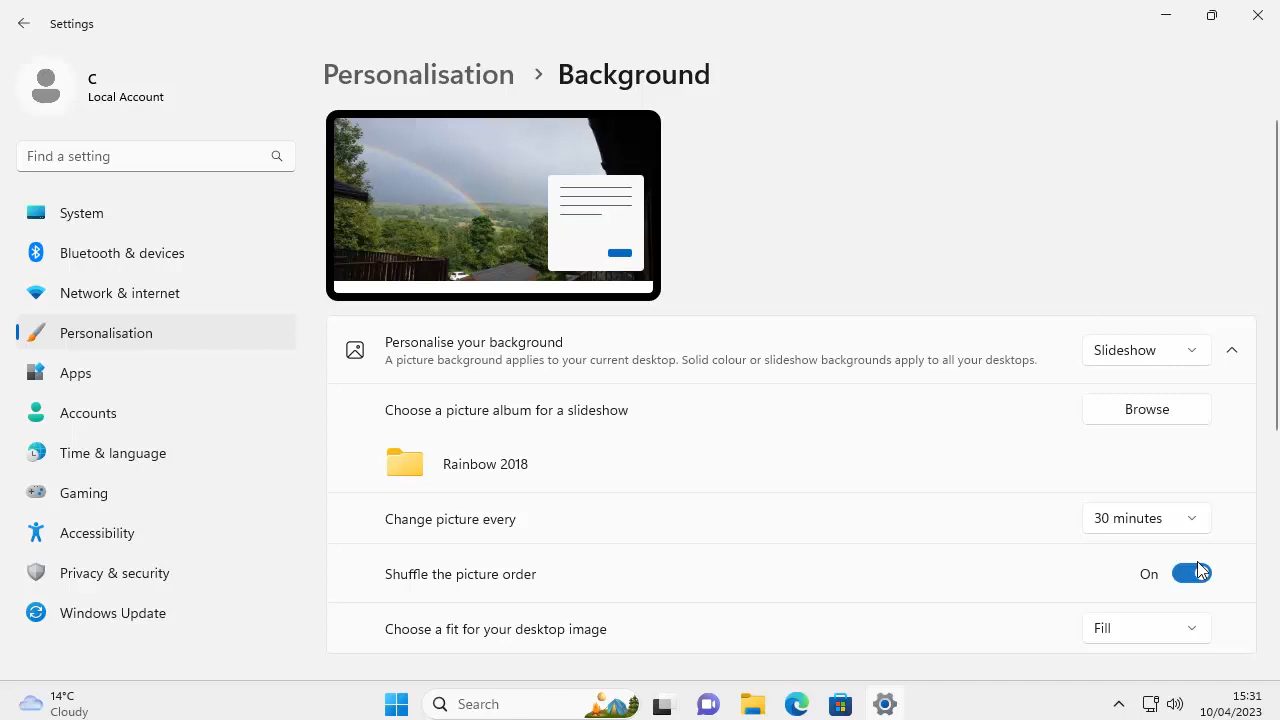 Settings
C
Local Account
Find a setting
System
Bluetooth & devices
Network & internet
Personalisation
Apps
Accounts
Time & language
Gaming
Accessibility
Privacy & security
Windows Update
Personalisation > Background
Personalise your background
A picture background applies to your current desktop. Solid colour or slideshow backgrounds apply to all your desktops.
Slideshow
Choose a picture album for a slideshow
Browse
Rainbow 2018
Change picture every
30 minutes
Shuffle the picture order
On
Choose a fit for your desktop image
Fill
14°C
Cloudy
Search
15:31
10/04/2023